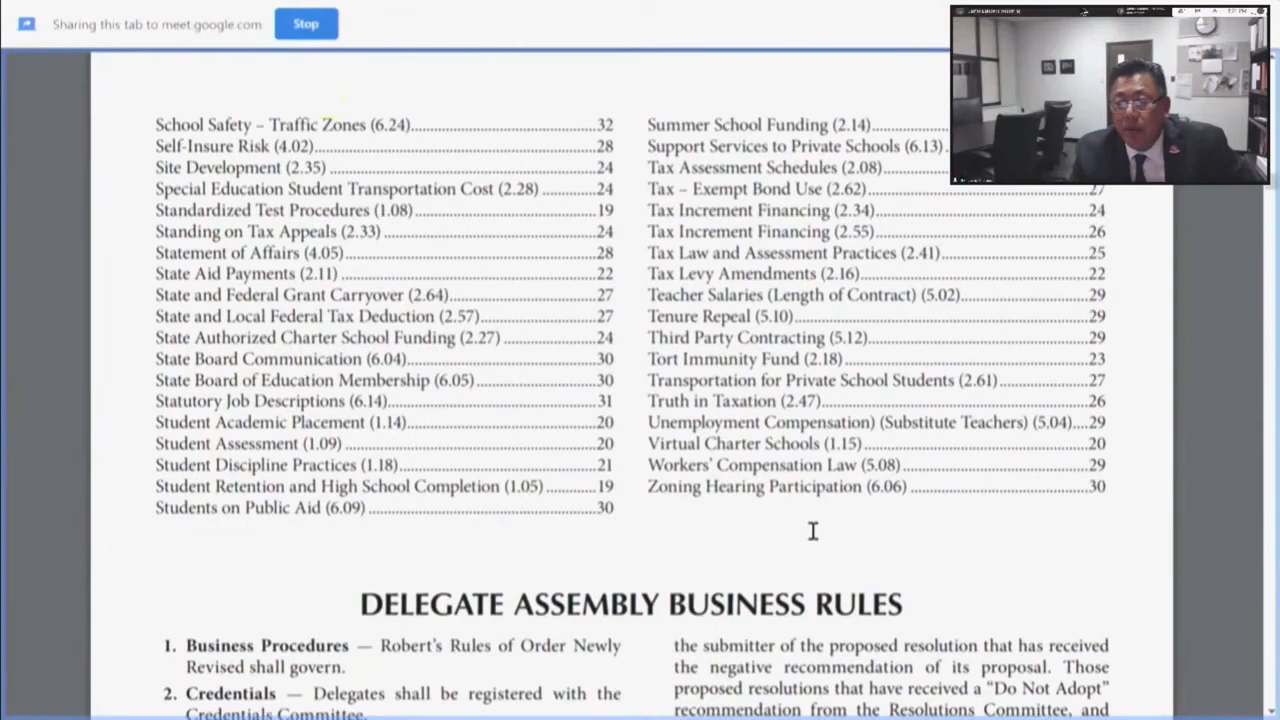 Sharing this tab to meet.google.com
Stop
School Safety – Traffic Zones (6.24)..........32
Self-Insure Risk (4.02)..........28
Site Development (2.35)..........24
Special Education Student Transportation Cost (2.28)..........24
Standardized Test Procedures (1.08)..........19
Standing on Tax Appeals (2.33)..........24
Statement of Affairs (4.05)..........28
State Aid Payments (2.11)..........22
State and Federal Grant Carryover (2.64)..........27
State and Local Federal Tax Deduction (2.57)..........27
State Authorized Charter School Funding (2.27)..........24
State Board Communication (6.04)..........30
State Board of Education Membership (6.05)..........30
Statutory Job Descriptions (6.14)..........31
Student Academic Placement (1.14)..........20
Student Assessment (1.09)..........20
Student Discipline Practices (1.18)..........21
Student Retention and High School Completion (1.05)..........19
Students on Public Aid (6.09)..........30
Summer School Funding (2.14)..........
Support Services to Private Schools (6.13).
Tax Assessment Schedules (2.08)..........
Tax – Exempt Bond Use (2.62)..........27
Tax Increment Financing (2.34)..........24
Tax Increment Financing (2.55)..........26
Tax Law and Assessment Practices (2.41)..........25
Tax Levy Amendments (2.16)..........22
Teacher Salaries (Length of Contract) (5.02)..........29
Tenure Repeal (5.10)..........29
Third Party Contracting (5.12)..........29
Tort Immunity Fund (2.18)..........23
Transportation for Private School Students (2.61)..........27
Truth in Taxation (2.47)..........26
Unemployment Compensation) (Substitute Teachers) (5.04)....29
Virtual Charter Schools (1.15)..........20
Workers' Compensation Law (5.08)..........29
Zoning Hearing Participation (6.06)..........30
DELEGATE ASSEMBLY BUSINESS RULES
1. Business Procedures — Robert's Rules of Order Newly
Revised shall govern.
2. Credentials — Delegates shall be registered with the
Credentials Committee.
the submitter of the proposed resolution that has received
the negative recommendation of its proposal. Those
proposed resolutions that have received a "Do Not Adopt"
recommendation from the Resolutions Committee, and